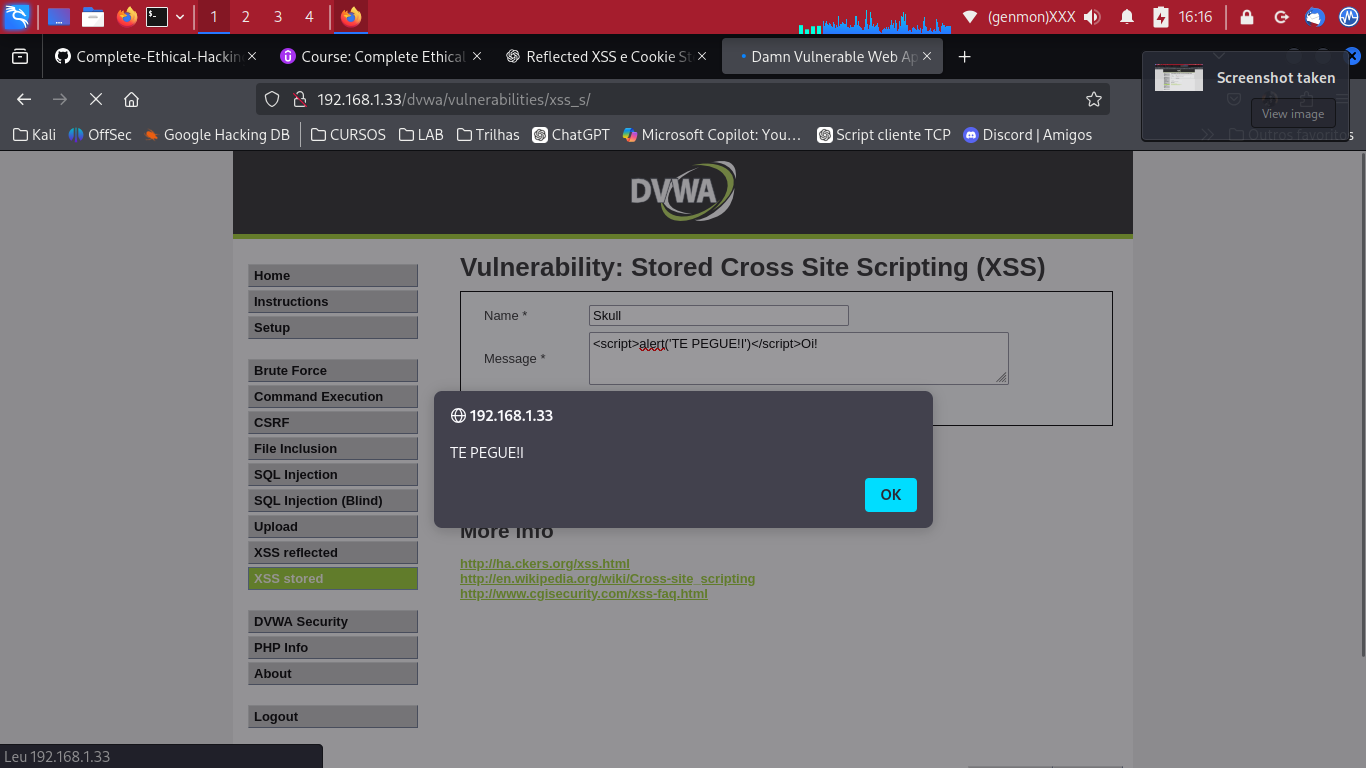 1 2 3 4 (genmon)XXX 16:16
Complete-Ethical-Hackin Course: Complete Ethical Reflected XSS e Cookie St Damn Vulnerable Web Ap
Screenshot taken
View image
192.168.1.33/dvwa/vulnerabilities/xss_s/
Kali OffSec Google Hacking DB CURSOS LAB Trilhas ChatGPT Microsoft Copilot: You… Script cliente TCP Discord | Amigos Outros favoritos
DVWA
Home
Instructions
Setup
Brute Force
Command Execution
CSRF
File Inclusion
SQL Injection
SQL Injection (Blind)
Upload
XSS reflected
XSS stored
DVWA Security
PHP Info
About
Logout
Vulnerability: Stored Cross Site Scripting (XSS)
Name * Skull
Message * <script>alert('TE PEGUE!I')</script>Oi!
192.168.1.33
TE PEGUE!I
OK
More info
http://ha.ckers.org/xss.html
http://en.wikipedia.org/wiki/Cross-site_scripting
http://www.cgisecurity.com/xss-faq.html
Leu 192.168.1.33